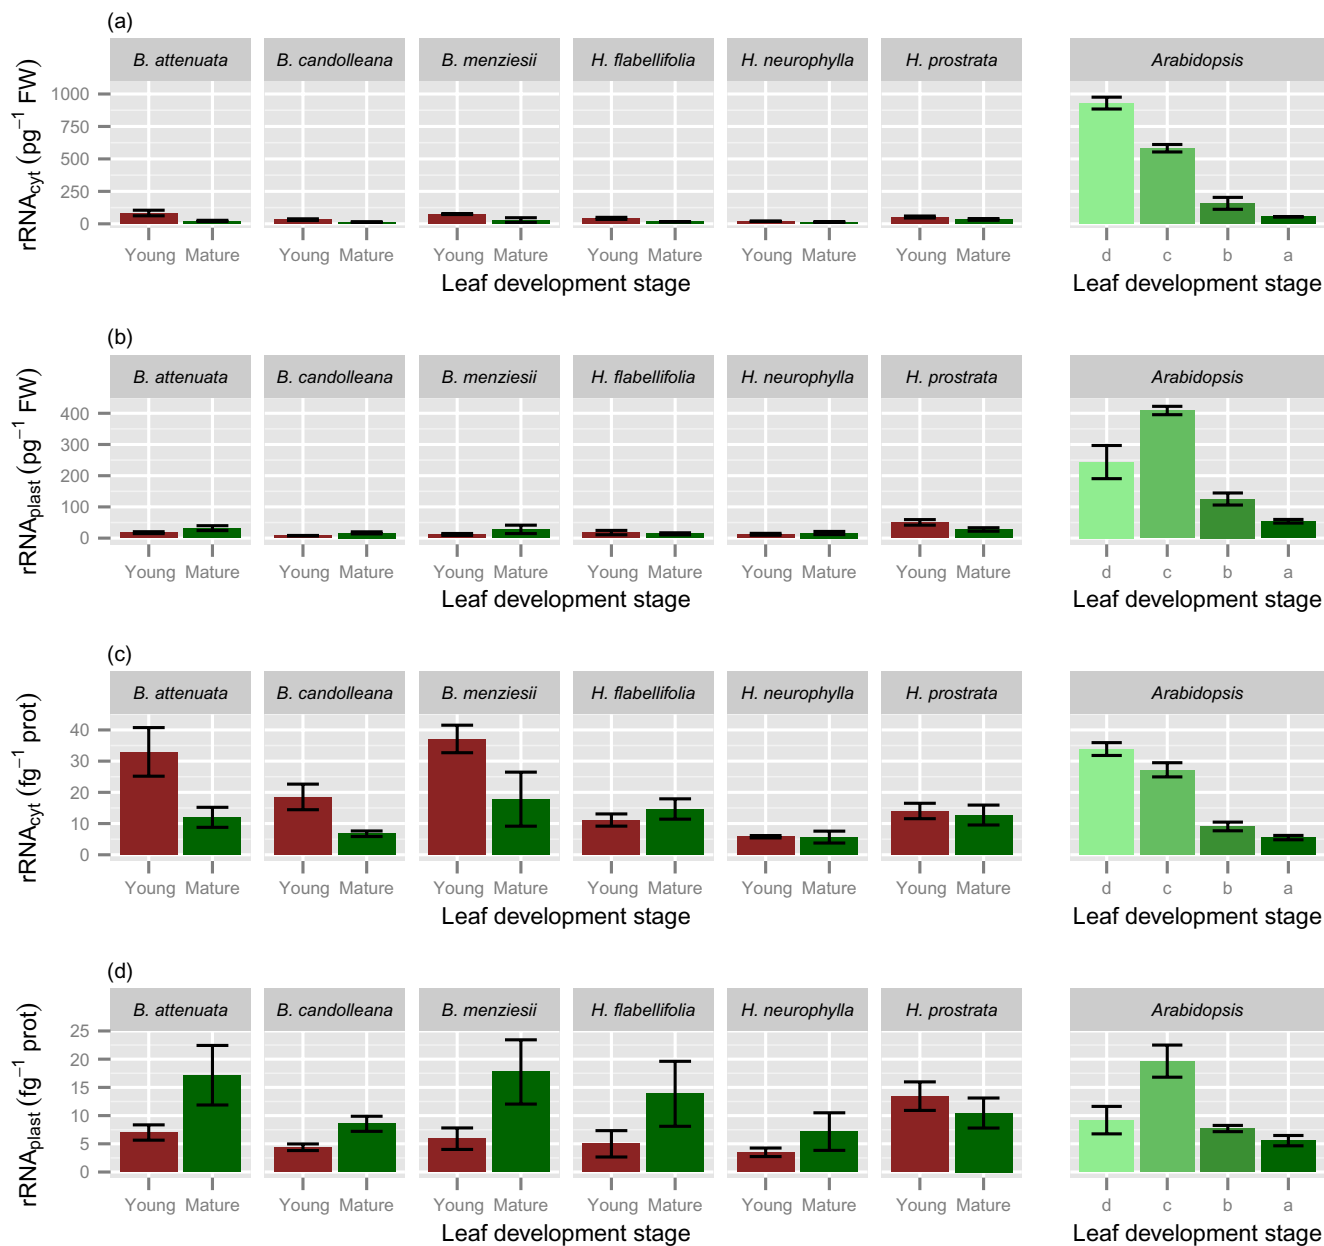 (a)
B. attenuata B. candolleana B. menziesii H. flabellifolia H. neurophylla H. prostrata Arabidopsis
rRNAcyt (pg−1 FW)
1000
750
500
250
0
Young Mature Young Mature Young Mature Young Mature Young Mature Young Mature d c b a
Leaf development stage Leaf development stage
(b)
B. attenuata B. candolleana B. menziesii H. flabellifolia H. neurophylla H. prostrata Arabidopsis
rRNAplast (pg−1 FW)
400
300
200
100
0
Young Mature Young Mature Young Mature Young Mature Young Mature Young Mature d c b a
Leaf development stage Leaf development stage
(c)
B. attenuata B. candolleana B. menziesii H. flabellifolia H. neurophylla H. prostrata Arabidopsis
rRNAcyt (fg−1 prot)
40
30
20
10
0
Young Mature Young Mature Young Mature Young Mature Young Mature Young Mature d c b a
Leaf development stage Leaf development stage
(d)
B. attenuata B. candolleana B. menziesii H. flabellifolia H. neurophylla H. prostrata Arabidopsis
rRNAplast (fg−1 prot)
25
20
15
10
5
0
Young Mature Young Mature Young Mature Young Mature Young Mature Young Mature d c b a
Leaf development stage Leaf development stage